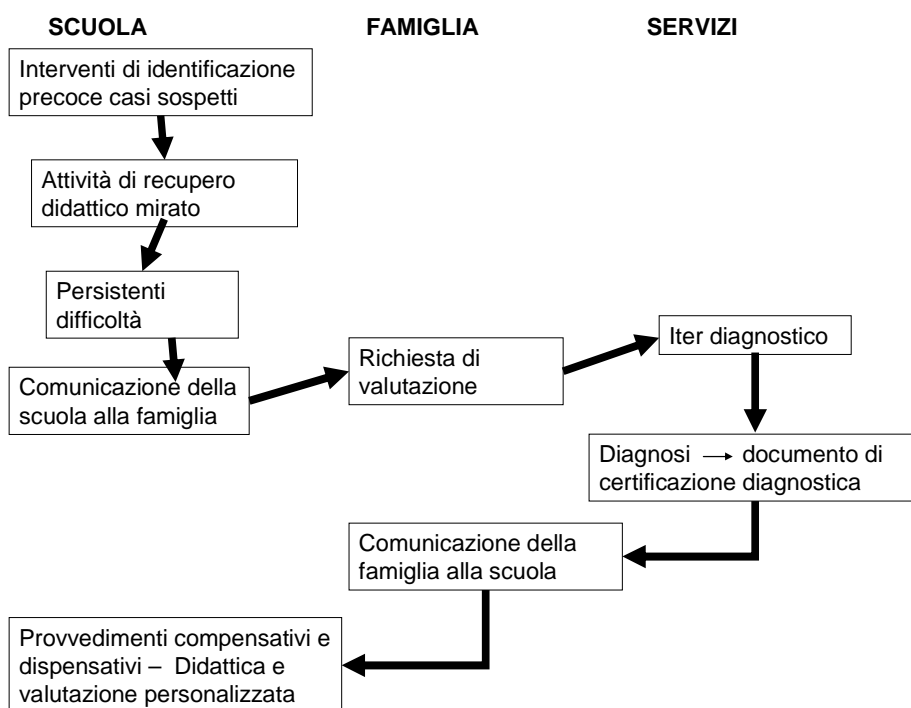 SCUOLA FAMIGLIA SERVIZI
Interventi di identificazione
precoce casi sospetti
Attività di recupero
didattico mirato
Persistenti
difficoltà
Comunicazione della
scuola alla famiglia
Richiesta di
valutazione
Iter diagnostico
Diagnosi → documento di
certificazione diagnostica
Comunicazione della
famiglia alla scuola
Provvedimenti compensativi e
dispensativi – Didattica e
valutazione personalizzata